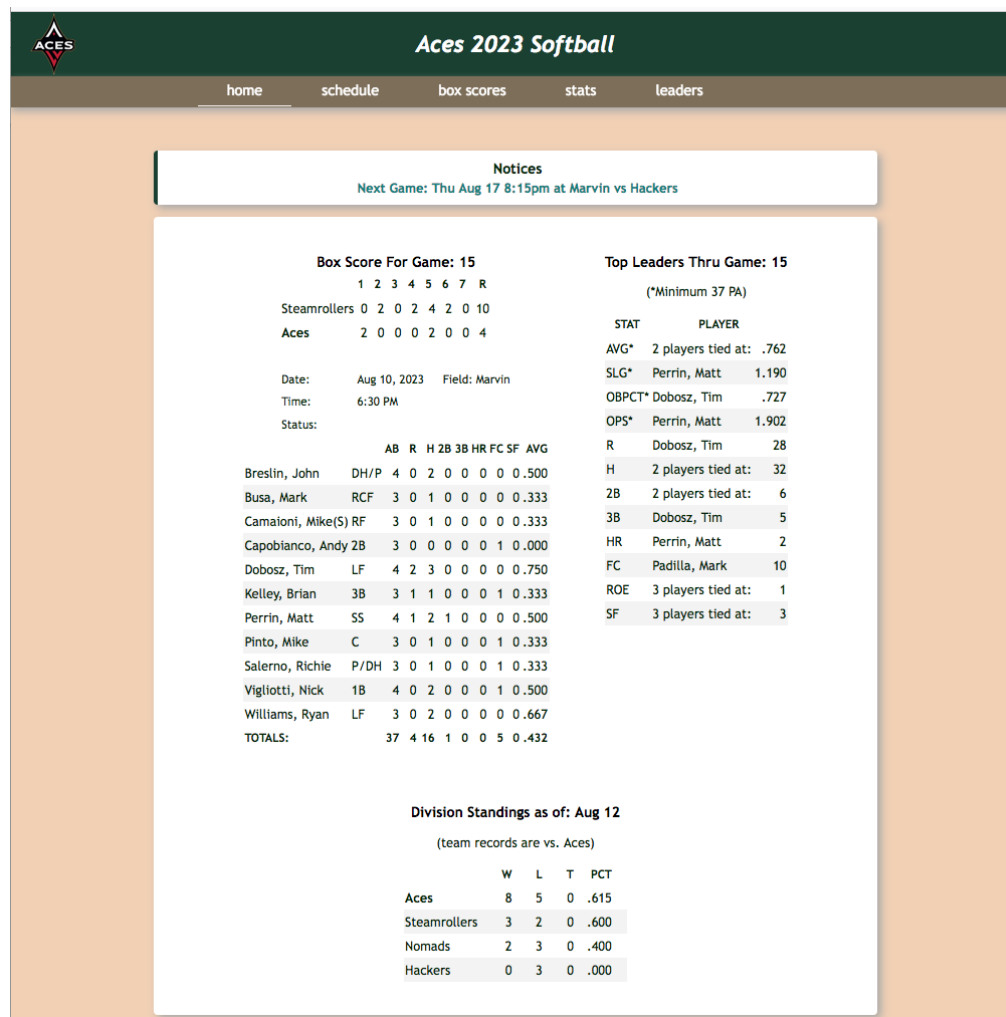 ACES
Aces 2023 Softball
home schedule box scores stats leaders
Notices
Next Game: Thu Aug 17 8:15pm at Marvin vs Hackers
Box Score For Game: 15
1 2 3 4 5 6 7 R
Steamrollers 0 2 0 2 4 2 0 10
Aces 2 0 0 0 2 0 0 4
Date: Aug 10, 2023 Field: Marvin
Time: 6:30 PM
Status:
AB R H 2B 3B HR FC SF AVG
Breslin, John DH/P 4 0 2 0 0 0 0 0 .500
Busa, Mark RCF 3 0 1 0 0 0 0 0 .333
Camaioni, Mike(S) RF 3 0 1 0 0 0 0 0 .333
Capobianco, Andy 2B 3 0 0 0 0 0 1 0 .000
Dobosz, Tim LF 4 2 3 0 0 0 0 0 .750
Kelley, Brian 3B 3 1 1 0 0 0 1 0 .333
Perrin, Matt SS 4 1 2 1 0 0 0 0 .500
Pinto, Mike C 3 0 1 0 0 0 1 0 .333
Salerno, Richie P/DH 3 0 1 0 0 0 1 0 .333
Vigliotti, Nick 1B 4 0 2 0 0 0 1 0 .500
Williams, Ryan LF 3 0 2 0 0 0 0 0 .667
TOTALS: 37 4 16 1 0 0 5 0 .432
Top Leaders Thru Game: 15
(*Minimum 37 PA)
STAT PLAYER
AVG* 2 players tied at: .762
SLG* Perrin, Matt 1.190
OBPCT* Dobosz, Tim .727
OPS* Perrin, Matt 1.902
R Dobosz, Tim 28
H 2 players tied at: 32
2B 2 players tied at: 6
3B Dobosz, Tim 5
HR Perrin, Matt 2
FC Padilla, Mark 10
ROE 3 players tied at: 1
SF 3 players tied at: 3
Division Standings as of: Aug 12
(team records are vs. Aces)
W L T PCT
Aces 8 5 0 .615
Steamrollers 3 2 0 .600
Nomads 2 3 0 .400
Hackers 0 3 0 .000